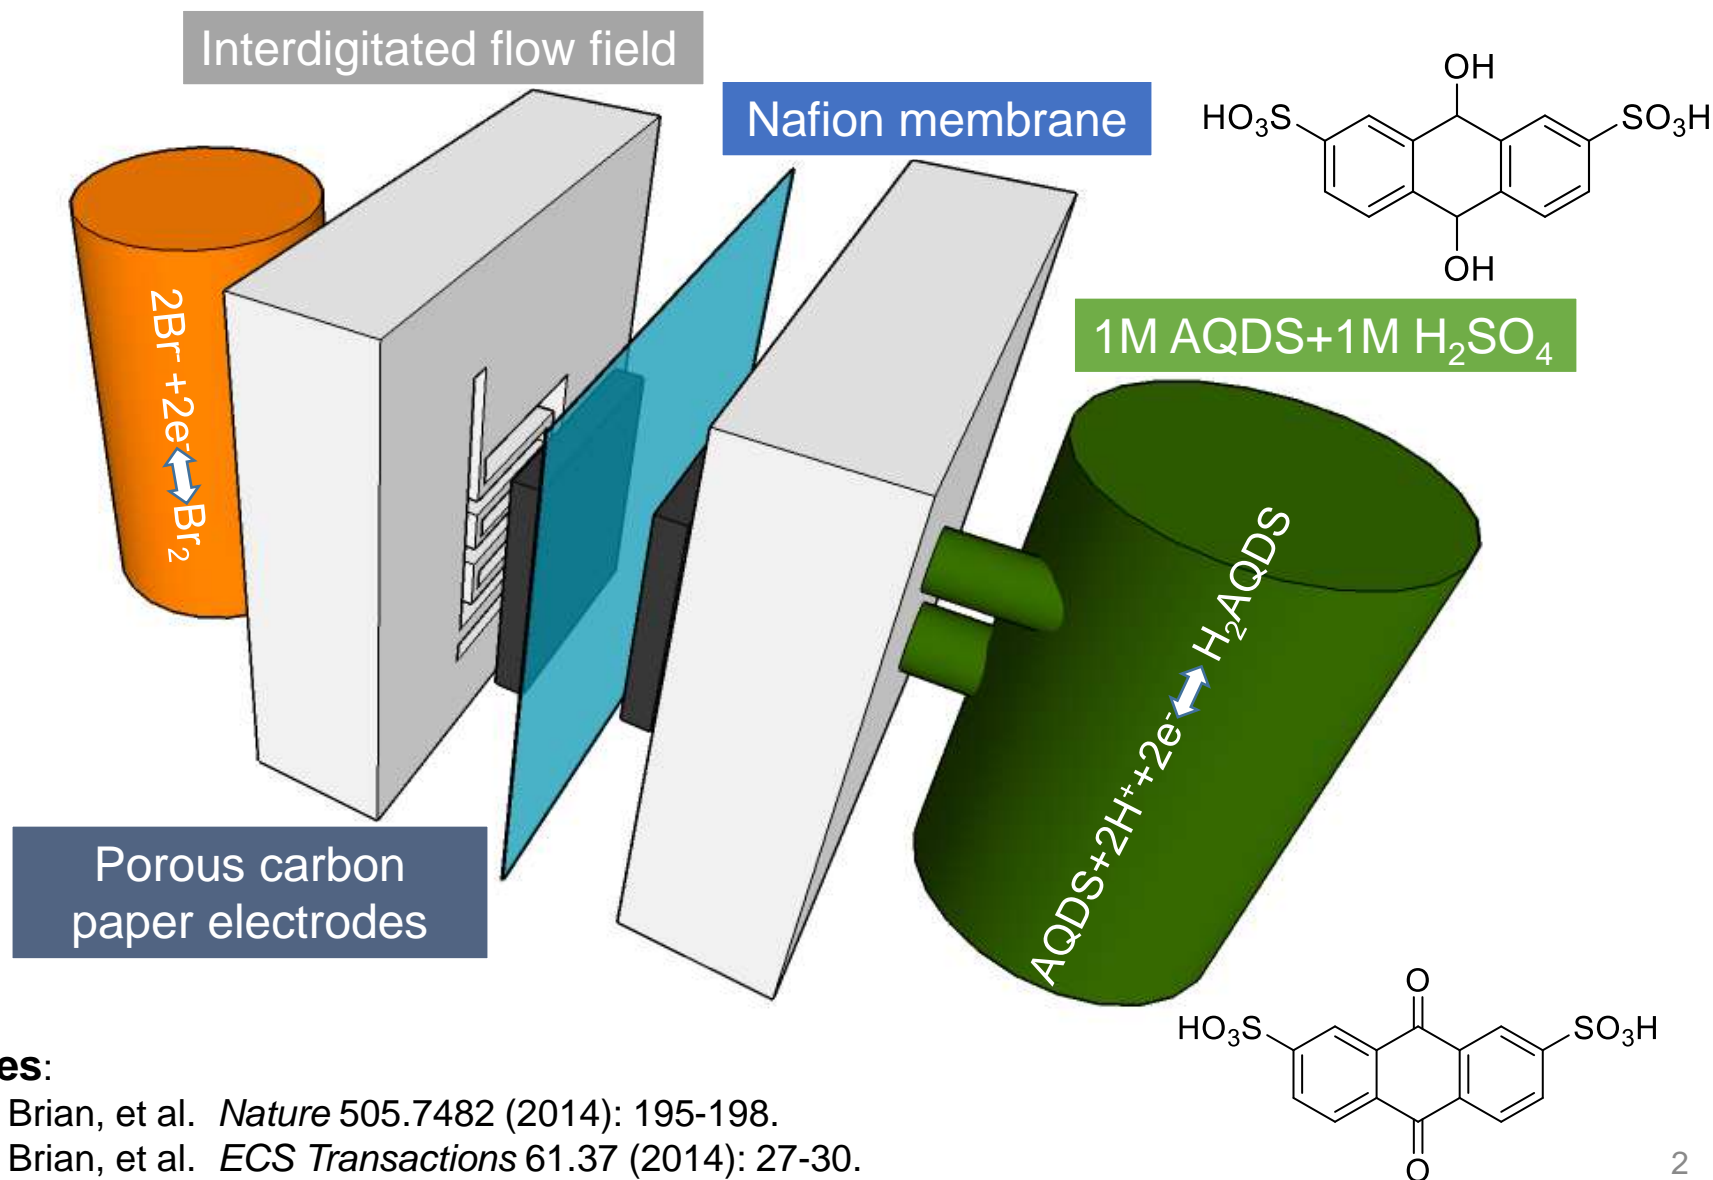 Interdigitated flow field
Nafion membrane
OH
HO₃S
SO₃H
OH
1M AQDS+1M H₂SO₄
2Br⁻+2e⁻⇔Br₂
AQDS+2H⁺+2e⁻⇔H₂AQDS
Porous carbon
paper electrodes
O
HO₃S
SO₃H
O
es:
Brian, et al. Nature 505.7482 (2014): 195-198.
Brian, et al. ECS Transactions 61.37 (2014): 27-30.
2